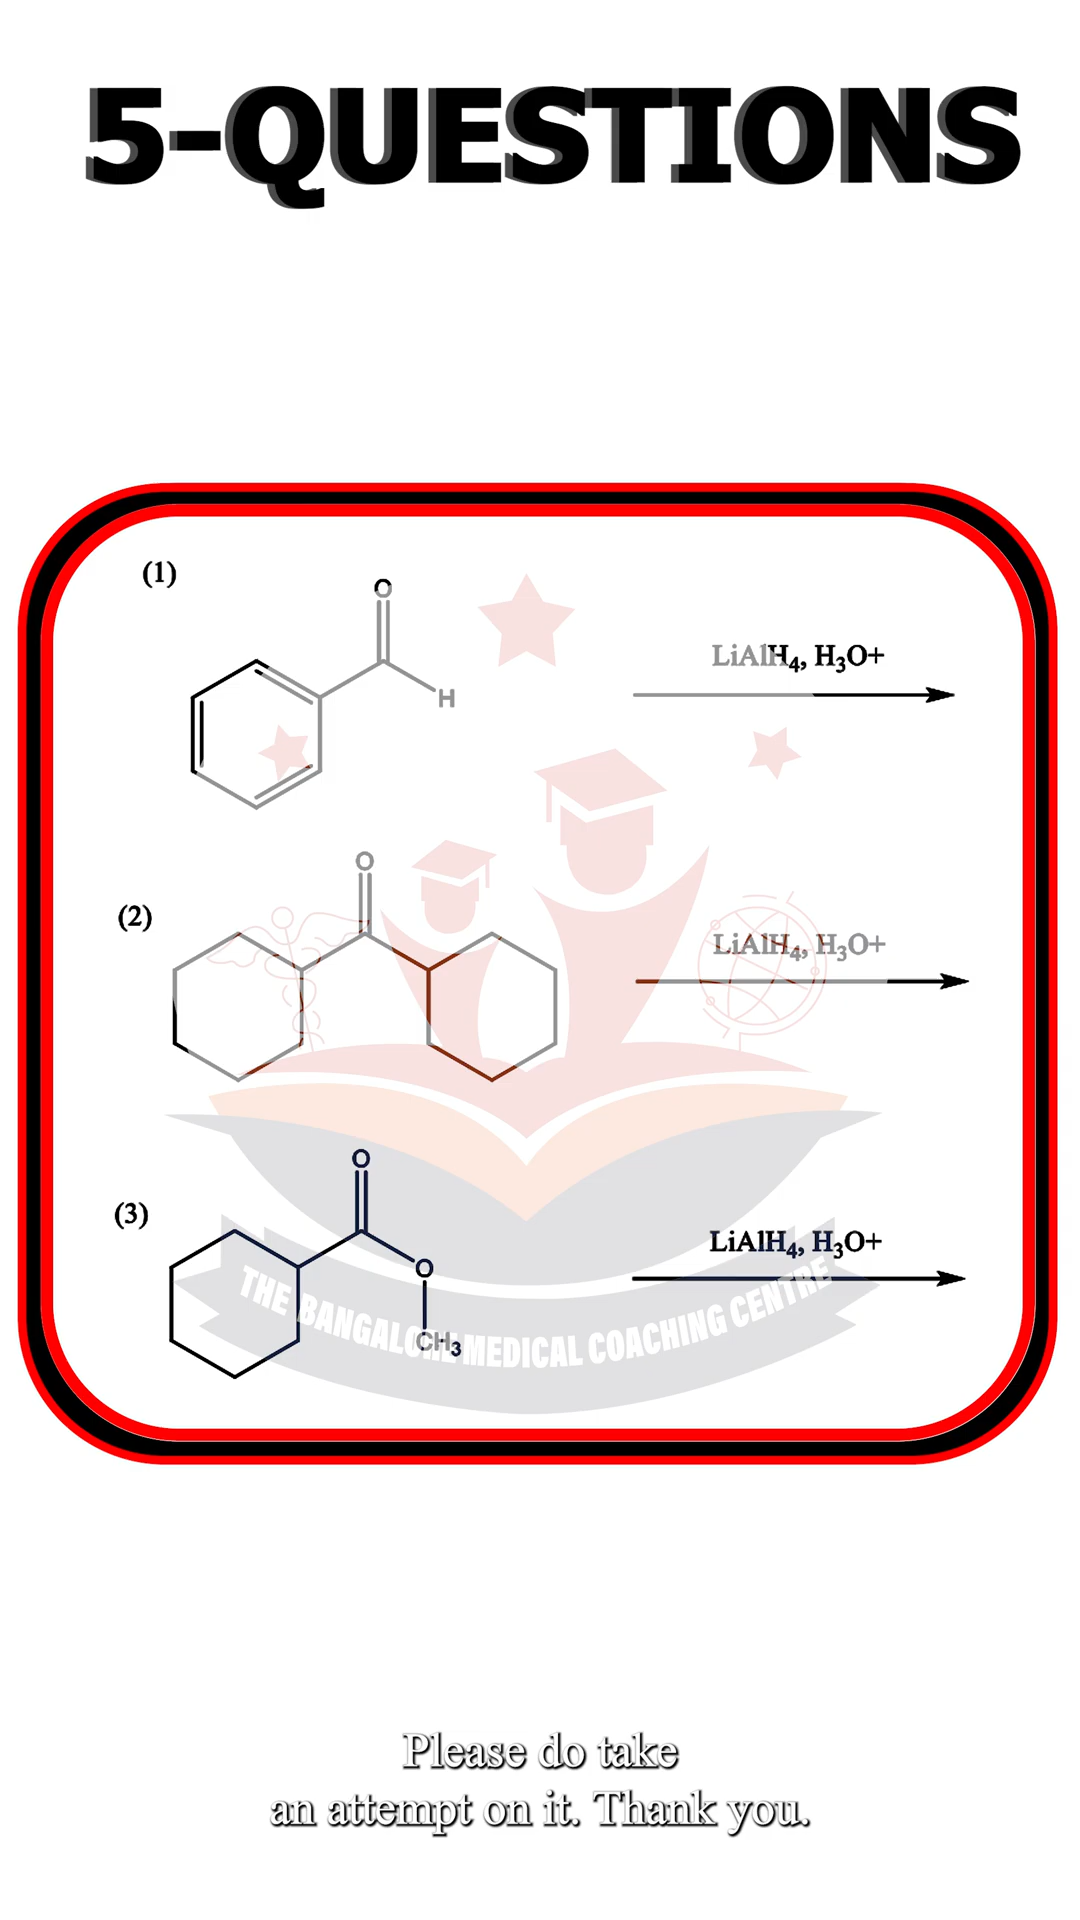 5-QUESTIONS
(1)
O
H
LiAlH4, H3O+
(2)
O
LiAlH4, H3O+
(3)
O
O
CH3
LiAlH4, H3O+
THE BANGALORE MEDICAL COACHING CENTRE
Please do take
an attempt on it. Thank you.